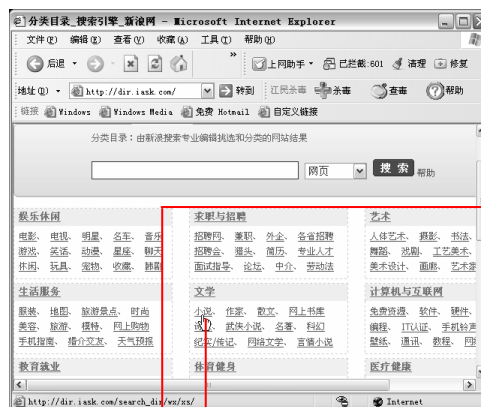 分类目录_搜索引擎_新浪网 - Microsoft Internet Explorer
文件(F) 编辑(E) 查看(V) 收藏(A) 工具(T) 帮助(H)
后退 上网助手 已拦截:601 清理 修复
地址(D) http://dir.iask.com/ 转到 江民杀毒 杀毒 查毒 帮助
链接 Windows Windows Media 免费 Hotmail 自定义链接
分类目录：由新浪搜索专业编辑挑选和分类的网站结果
网页 搜 索 帮助
娱乐休闲 求职与招聘 艺术
电影、 电视、 明星、 名车、 音乐 招聘网、 兼职、 外企、 各省招聘 人体艺术、 摄影、 书法、
游戏、 笑话、 动漫、 星座、 聊天 招聘会、 猎头、 简历、 专业人才 舞蹈、 戏剧、 工艺美术、
休闲、 玩具、 宠物、 收藏、 韩剧 面试指导、 论坛、 中介、 劳动法 美术设计、 画廊、 艺术
生活服务 文学 计算机与互联网
服装、 地图、 旅游景点、 时尚 小说、 作家、 散文、 网上书库 免费资源、 软件、 硬件、
美容、 旅游、 模特、 网上购物 武侠小说、 名著、 科幻 编程、 IT认证、 手机铃声
手机指南、 婚介交友、 天气预报 纪实/传记、 网络文学、 言情小说 壁纸、 通讯、 教程、
教育就业 体育健身 医疗健康
http://dir.iask.com/search_dir/wx/xs/ Internet